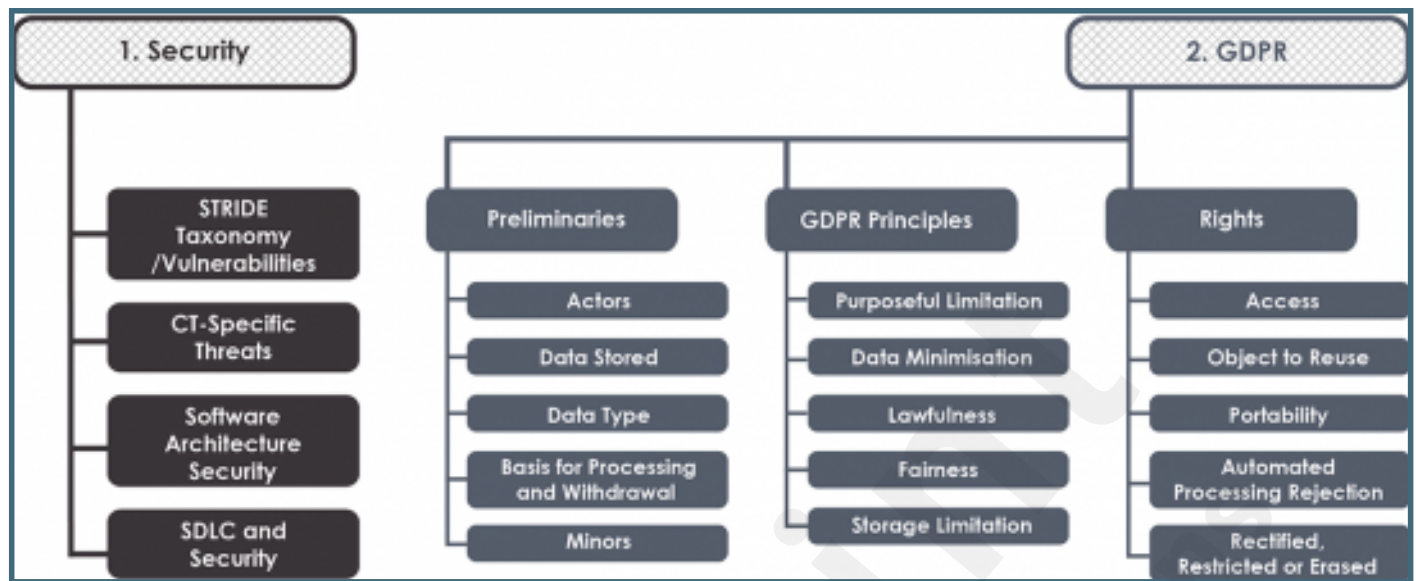 1. Security
2. GDPR
STRIDE
Taxonomy
/Vulnerabilities
CT-Specific
Threats
Software
Architecture
Security
SDLC and
Security
Preliminaries
Actors
Data Stored
Data Type
Basis for Processing
and Withdrawal
Minors
GDPR Principles
Purposeful Limitation
Data Minimisation
Lawfulness
Fairness
Storage Limitation
Rights
Access
Object to Reuse
Portability
Automated
Processing Rejection
Rectified,
Restricted or Erased